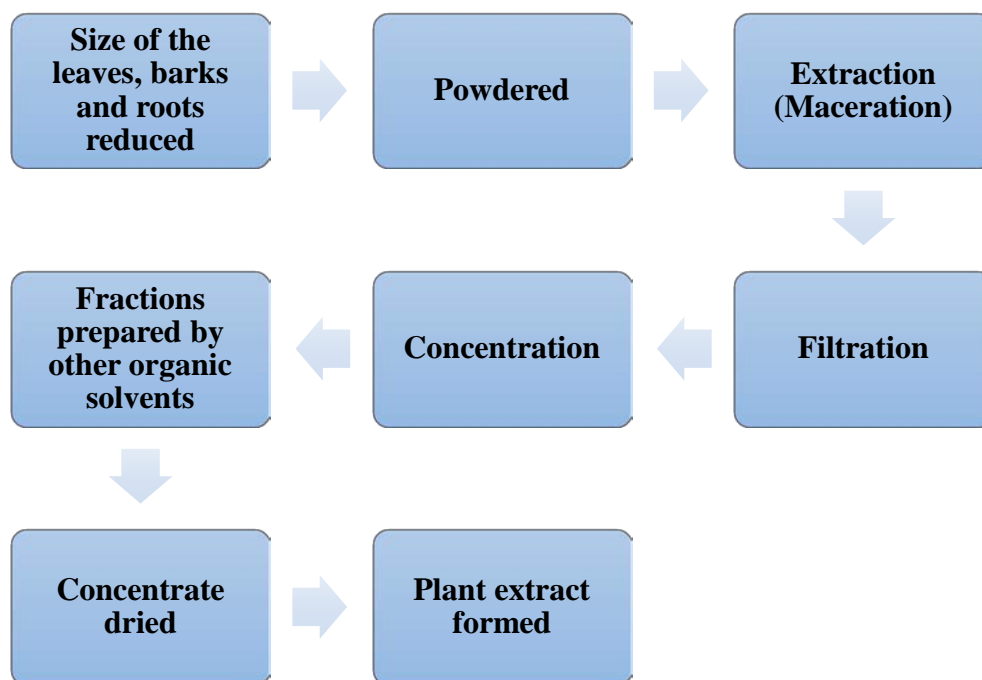 Size of the
leaves, barks
and roots
reduced
Powdered
Extraction
(Maceration)
Filtration
Concentration
Fractions
prepared by
other organic
solvents
Concentrate
dried
Plant extract
formed